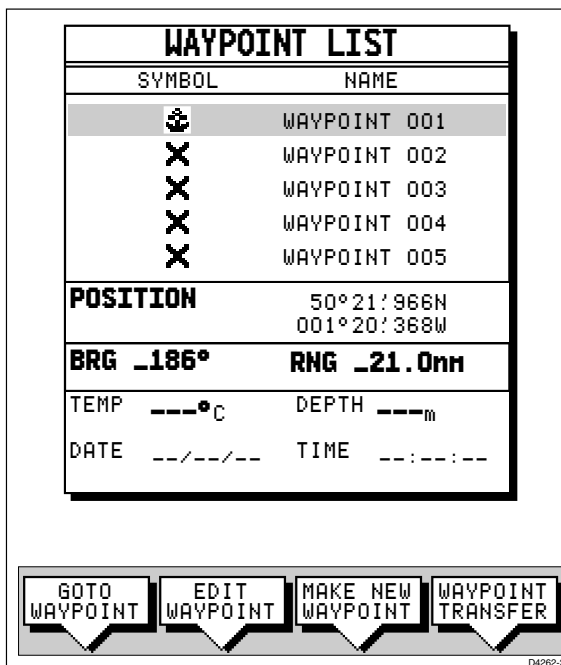 WAYPOINT LIST
SYMBOL NAME
WAYPOINT 001
WAYPOINT 002
WAYPOINT 003
WAYPOINT 004
WAYPOINT 005
POSITION 50°21.'966N
001°20.'368W
BRG _186° RNG _21.0nm
TEMP ---°C DEPTH ---m
DATE --/--/-- TIME --:--:--
GOTO WAYPOINT
EDIT WAYPOINT
MAKE NEW WAYPOINT
WAYPOINT TRANSFER